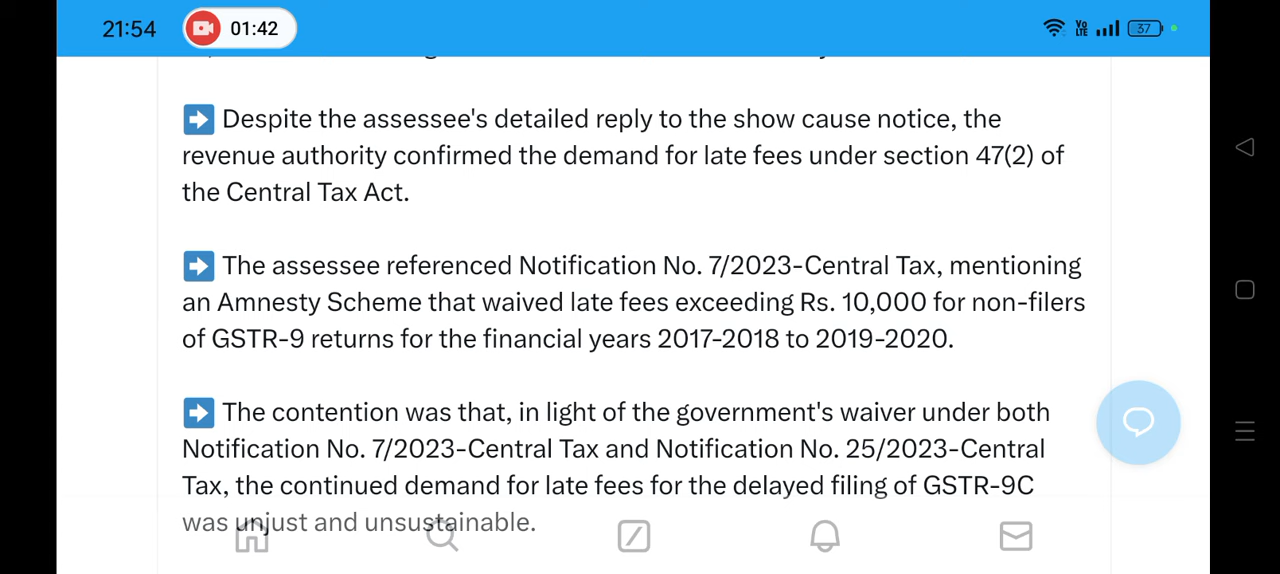 21:54 01:42 Vo LTE 37
Despite the assessee's detailed reply to the show cause notice, the
revenue authority confirmed the demand for late fees under section 47(2) of
the Central Tax Act.
The assessee referenced Notification No. 7/2023-Central Tax, mentioning
an Amnesty Scheme that waived late fees exceeding Rs. 10,000 for non-filers
of GSTR-9 returns for the financial years 2017-2018 to 2019-2020.
The contention was that, in light of the government's waiver under both
Notification No. 7/2023-Central Tax and Notification No. 25/2023-Central
Tax, the continued demand for late fees for the delayed filing of GSTR-9C
was unjust and unsustainable.